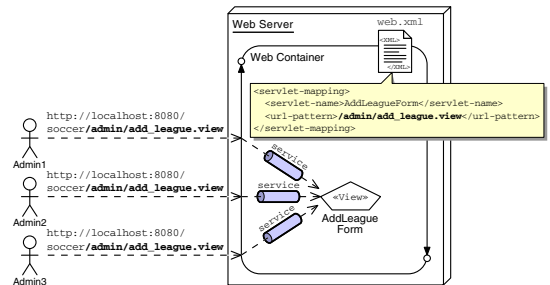 Web Server
web.xml
<XML>
</XML>
Web Container
<servlet-mapping>
<servlet-name>AddLeagueForm</servlet-name>
<url-pattern>/admin/add_league.view</url-pattern>
</servlet-mapping>
http://localhost:8080/
soccer/admin/add_league.view
Admin1
service
http://localhost:8080/
soccer/admin/add_league.view
Admin2
service
«View»
AddLeague
Form
http://localhost:8080/
soccer/admin/add_league.view
Admin3
service